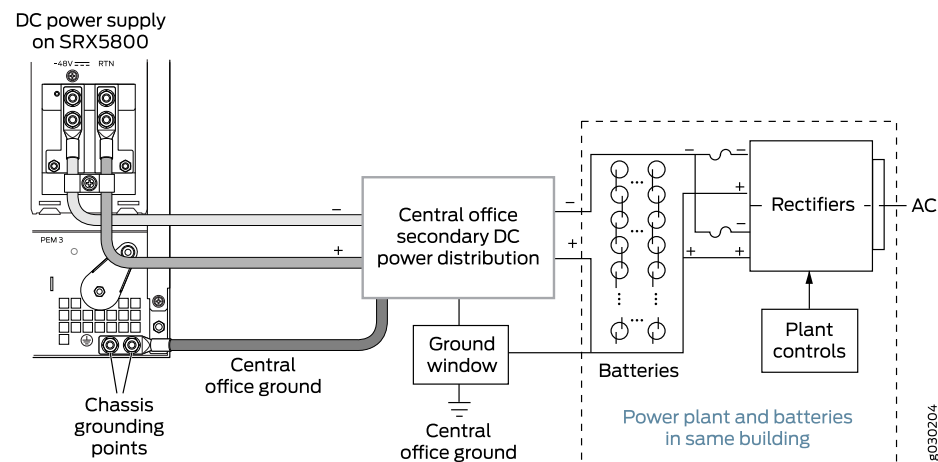 DC power supply
on SRX5800
-48V RTN
PEM 3
–
+
Central office
secondary DC
power distribution
–
+
–
–
+
–
+
+
Rectifiers
AC
Plant
controls
Ground
window
Batteries
Central
office ground
Chassis
grounding
points
Central
office ground
Power plant and batteries
in same building
g030204